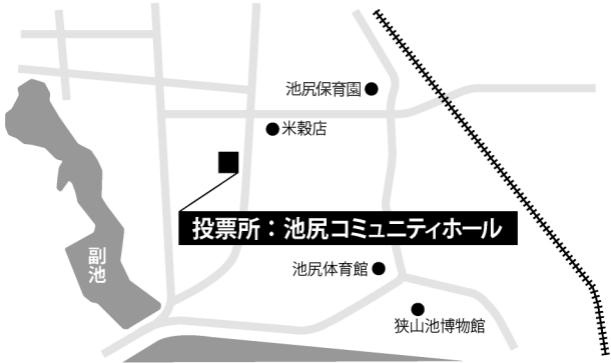 池尻保育園
米穀店
投票所：池尻コミュニティホール
副池
池尻体育館
狭山池博物館